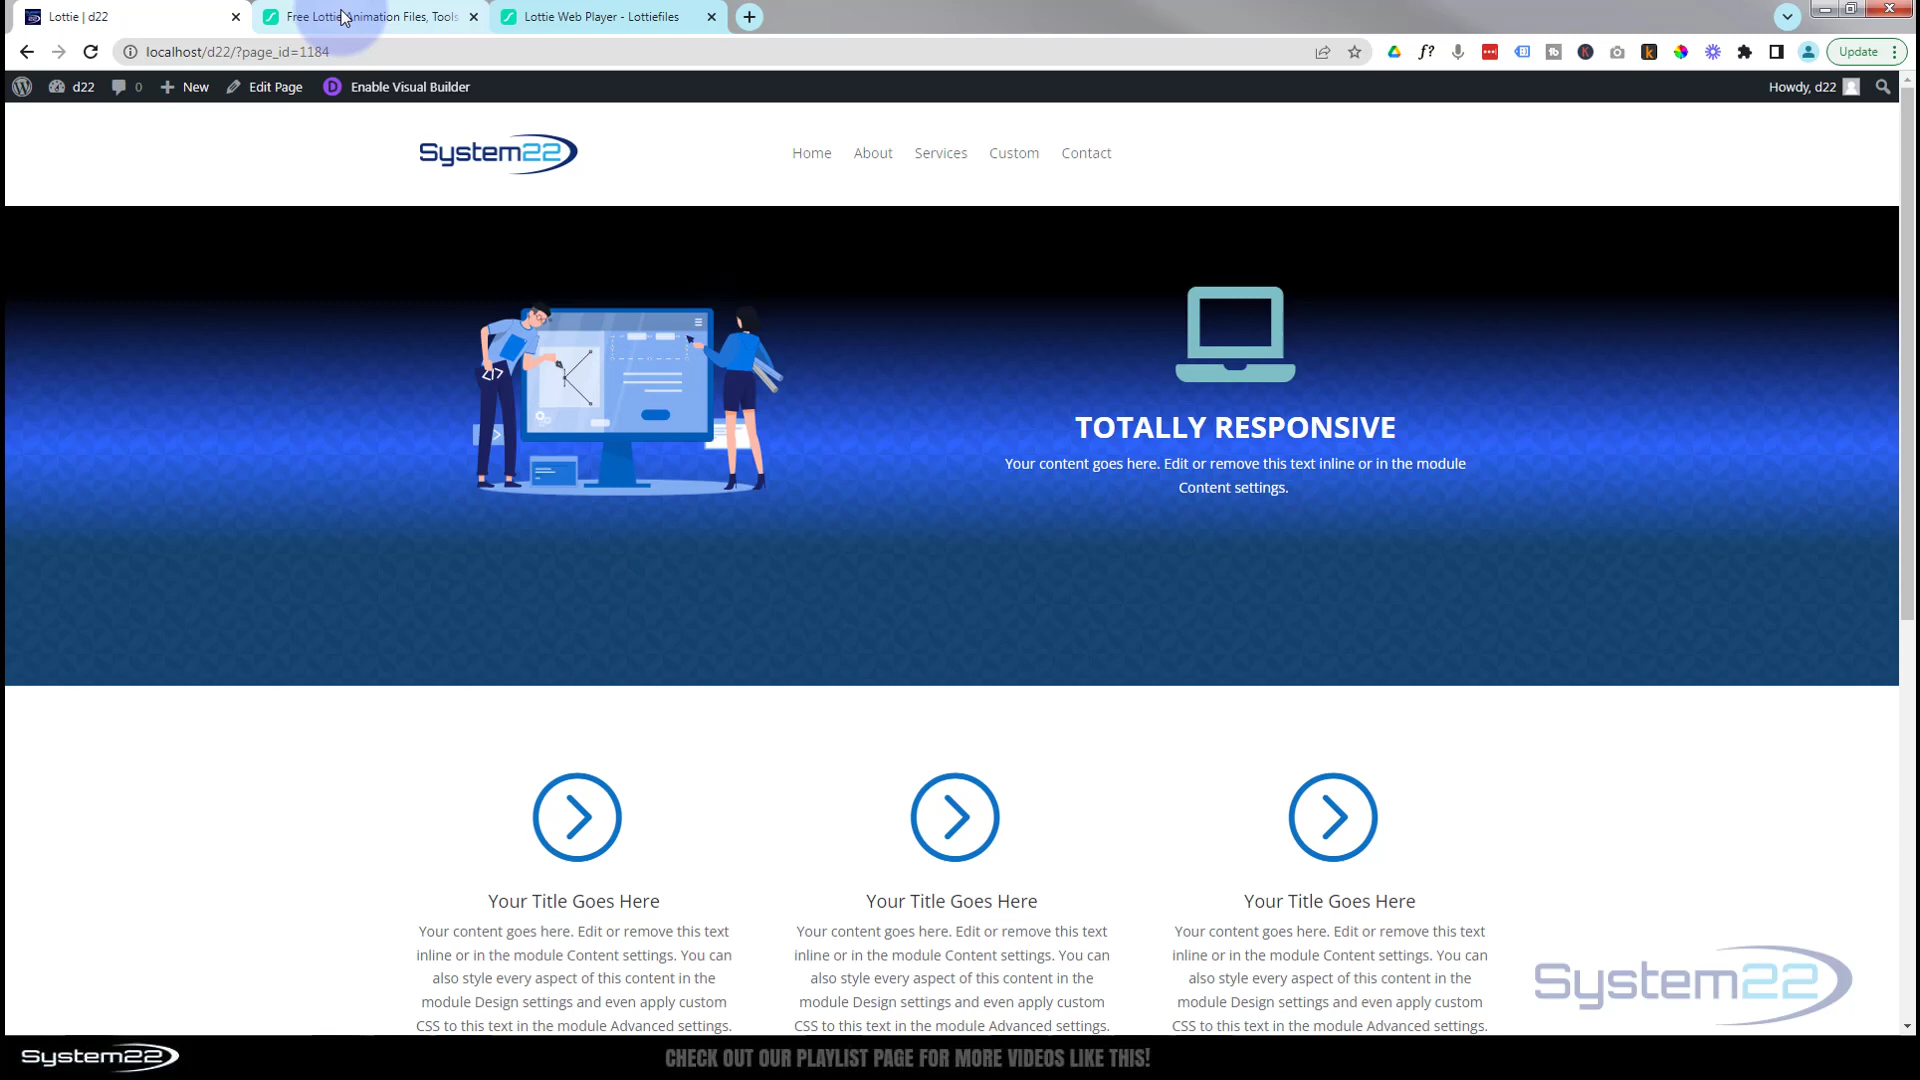 Lottie | d22
Free Lottie Animation Files, Tools
Lottie Web Player - Lottiefiles
localhost/d22/?page_id=1184
Update
d22
0
New
Edit Page
Enable Visual Builder
Howdy, d22
System22
Home
About
Services
Custom
Contact
TOTALLY RESPONSIVE
Your content goes here. Edit or remove this text inline or in the module
Content settings.
Your Title Goes Here
Your content goes here. Edit or remove this text
inline or in the module Content settings. You can
also style every aspect of this content in the
module Design settings and even apply custom
CSS to this text in the module Advanced settings.
Your Title Goes Here
Your content goes here. Edit or remove this text
inline or in the module Content settings. You can
also style every aspect of this content in the
module Design settings and even apply custom
CSS to this text in the module Advanced settings.
Your Title Goes Here
Your content goes here. Edit or remove this text
inline or in the module Content settings. You can
also style every aspect of this content in the
module Design settings and even apply custom
CSS to this text in the module Advanced settings.
System22
System22
CHECK OUT OUR PLAYLIST PAGE FOR MORE VIDEOS LIKE THIS!